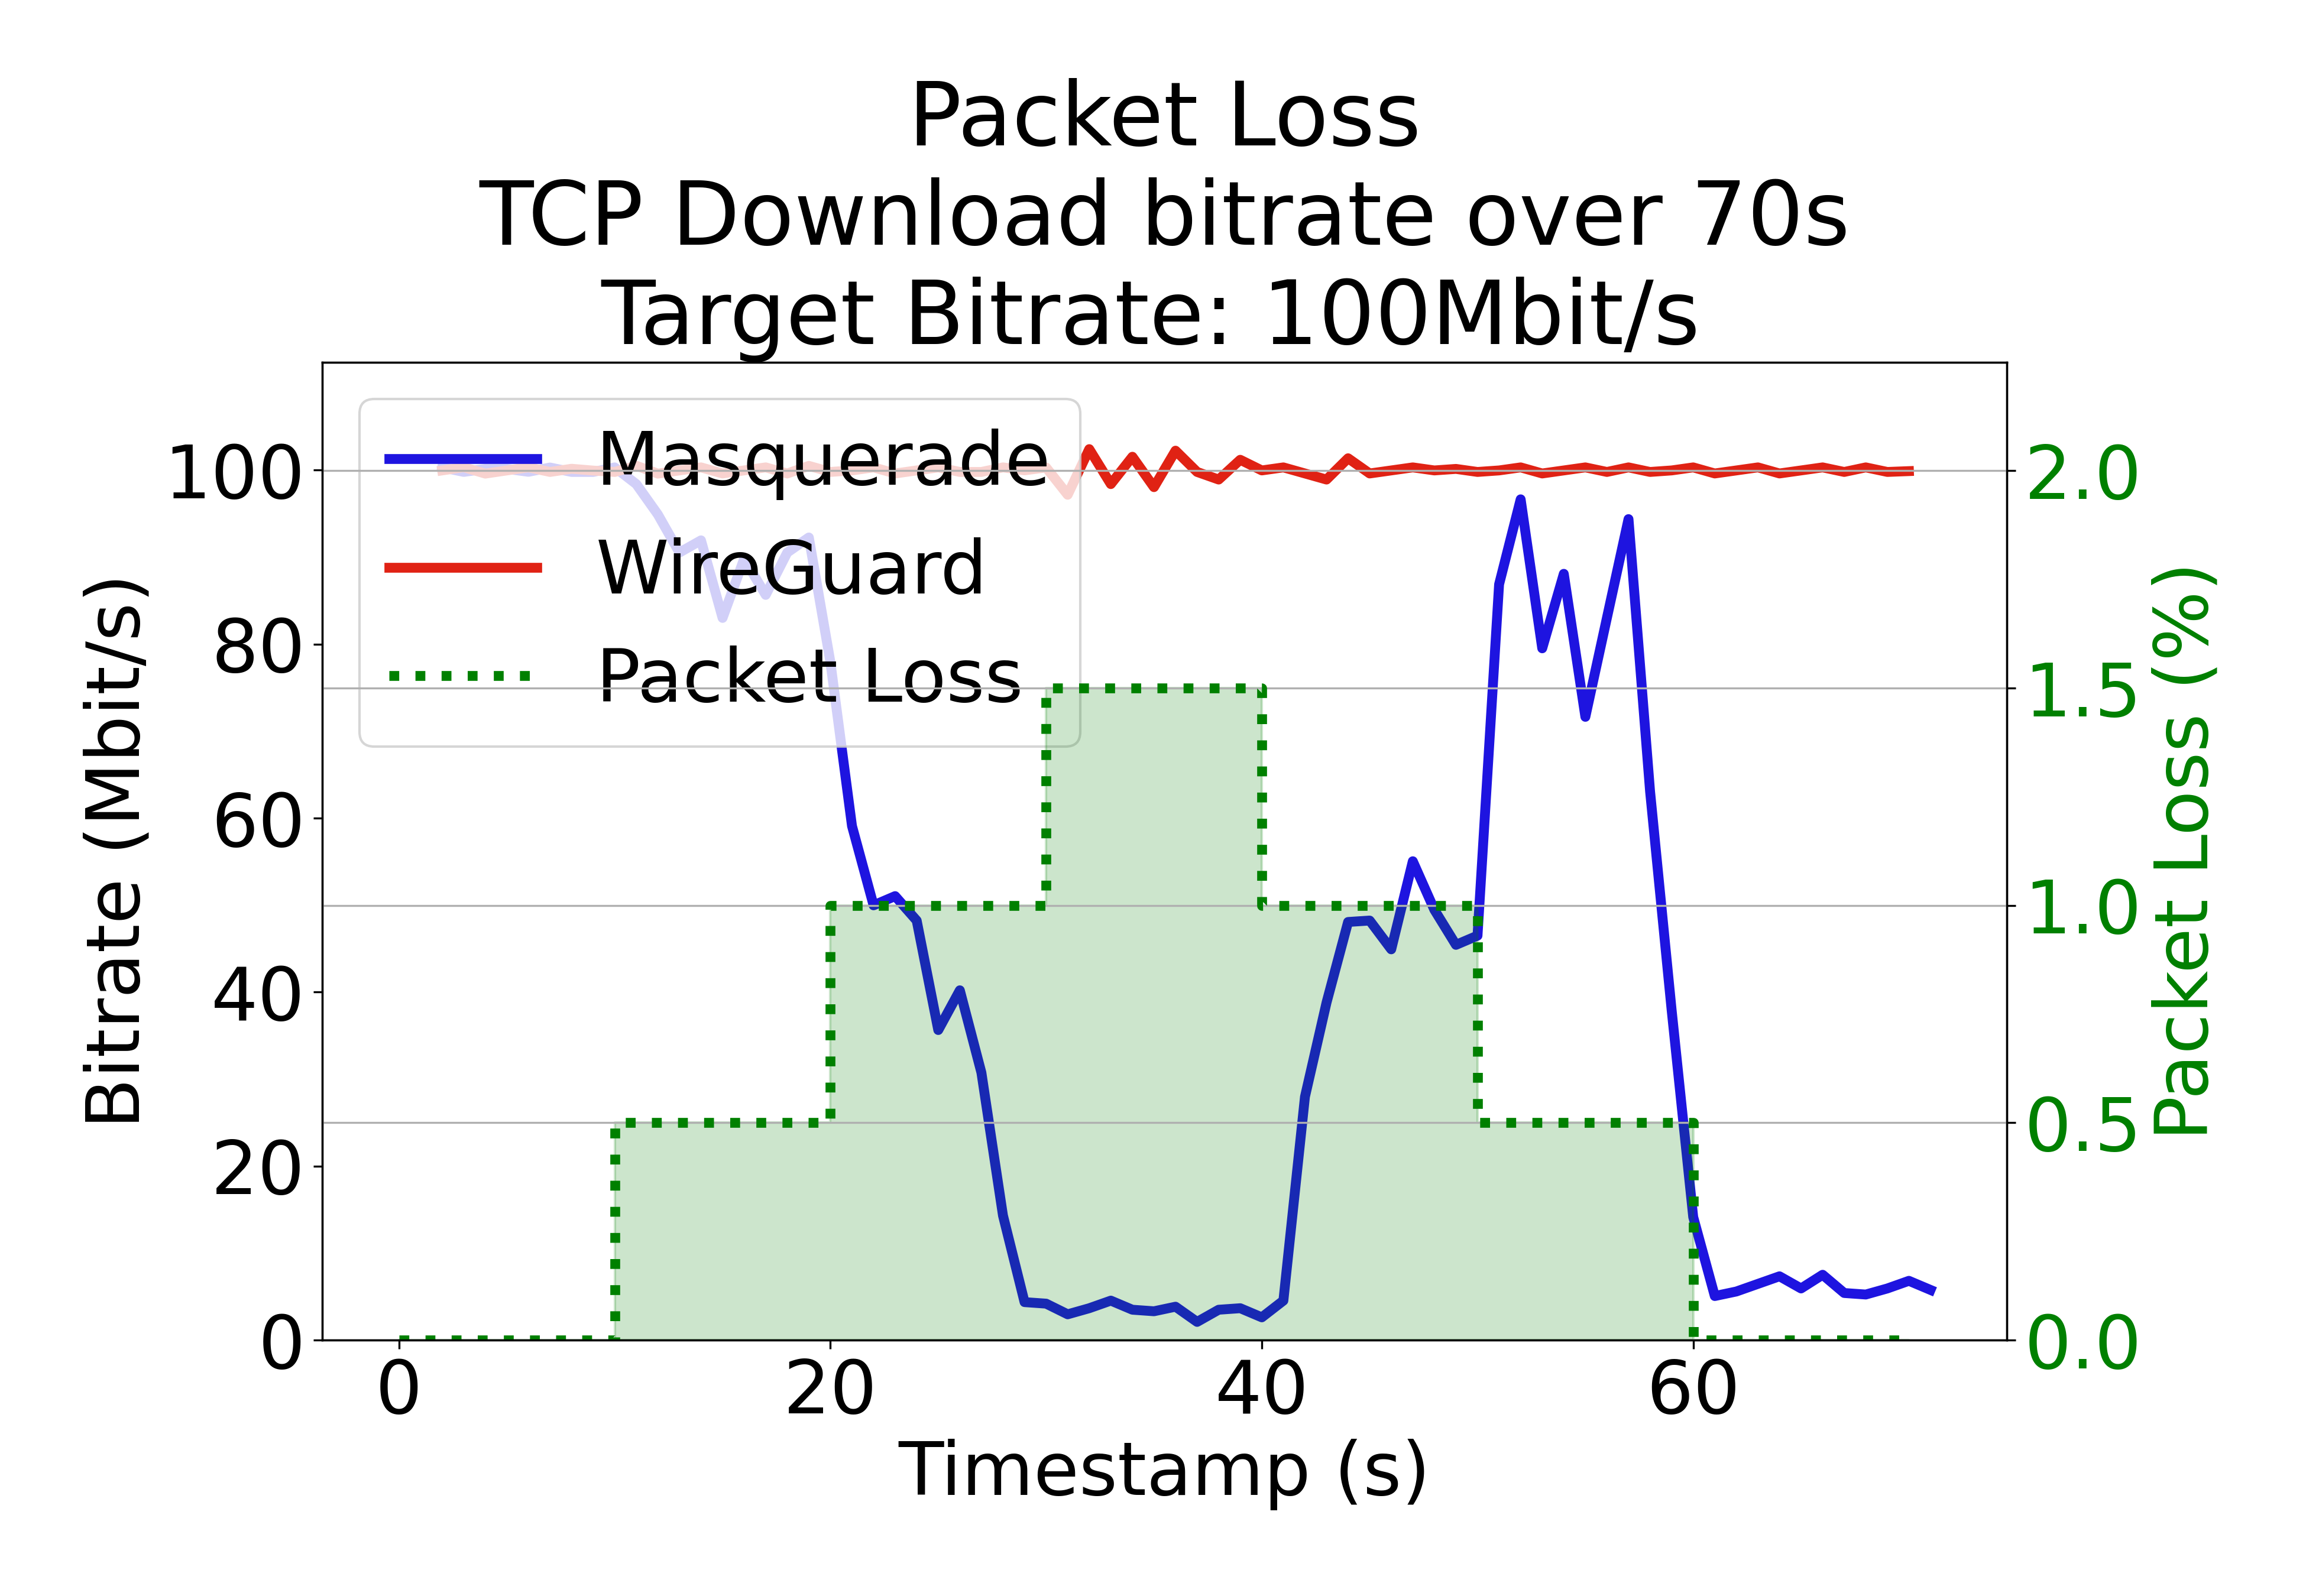 Packet Loss
TCP Download bitrate over 70s
Target Bitrate: 100Mbit/s
Masquerade
WireGuard
Packet Loss
Bitrate (Mbit/s)
100
80
60
40
20
0
2.0
1.5
1.0
0.5
0.0
Packet Loss (%)
0 20 40 60
Timestamp (s)